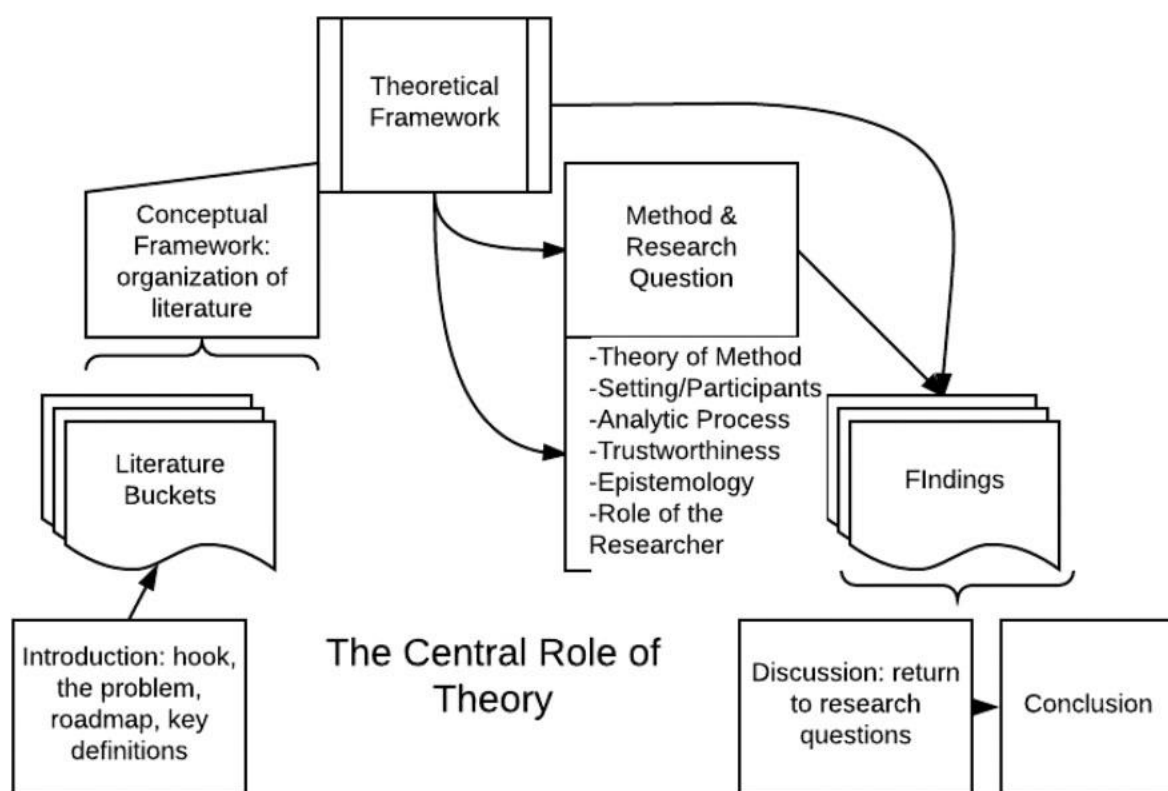 Theoretical
Framework
Conceptual
Framework:
organization of
literature
Method &
Research
Question
-Theory of Method
-Setting/Participants
-Analytic Process
-Trustworthiness
-Epistemology
-Role of the
Researcher
Literature
Buckets
FIndings
Introduction: hook,
the problem,
roadmap, key
definitions
The Central Role of
Theory
Discussion: return
to research
questions
Conclusion